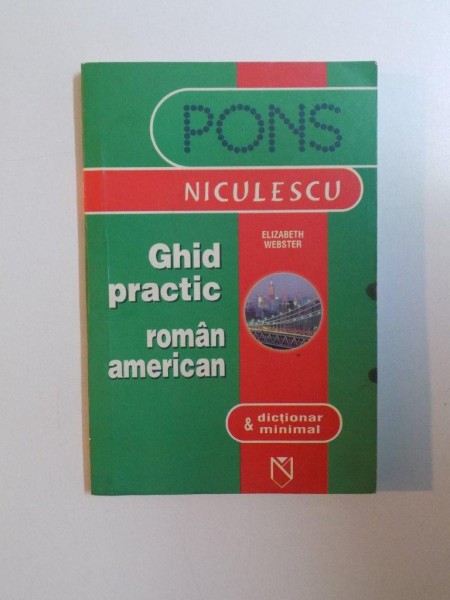 PONS
NICULESCU
ELIZABETH
WEBSTER
Ghid
practic
român
american
& dicționar
minimal
N